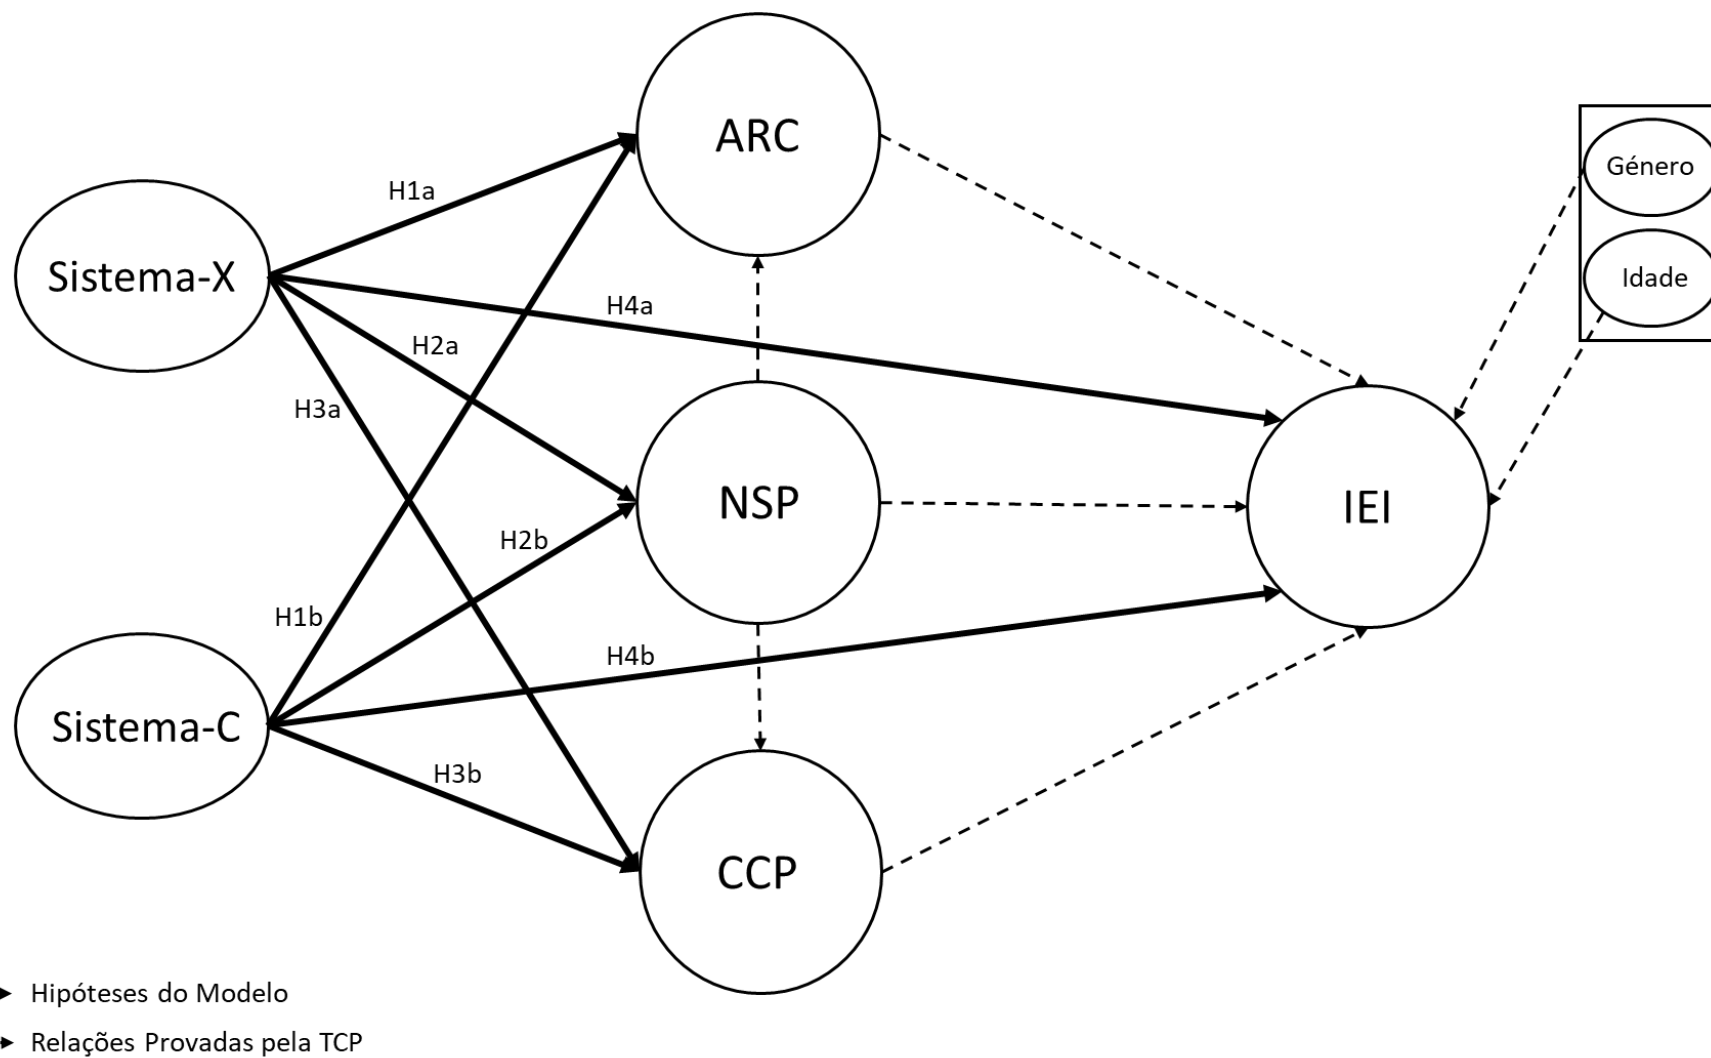 ARC
Género
H1a
Sistema-X
Idade
H4a
H2a
H3a
NSP
IEI
H2b
H1b
H4b
Sistema-C
H3b
CCP
Hipóteses do Modelo
Relações Provadas pela TCP